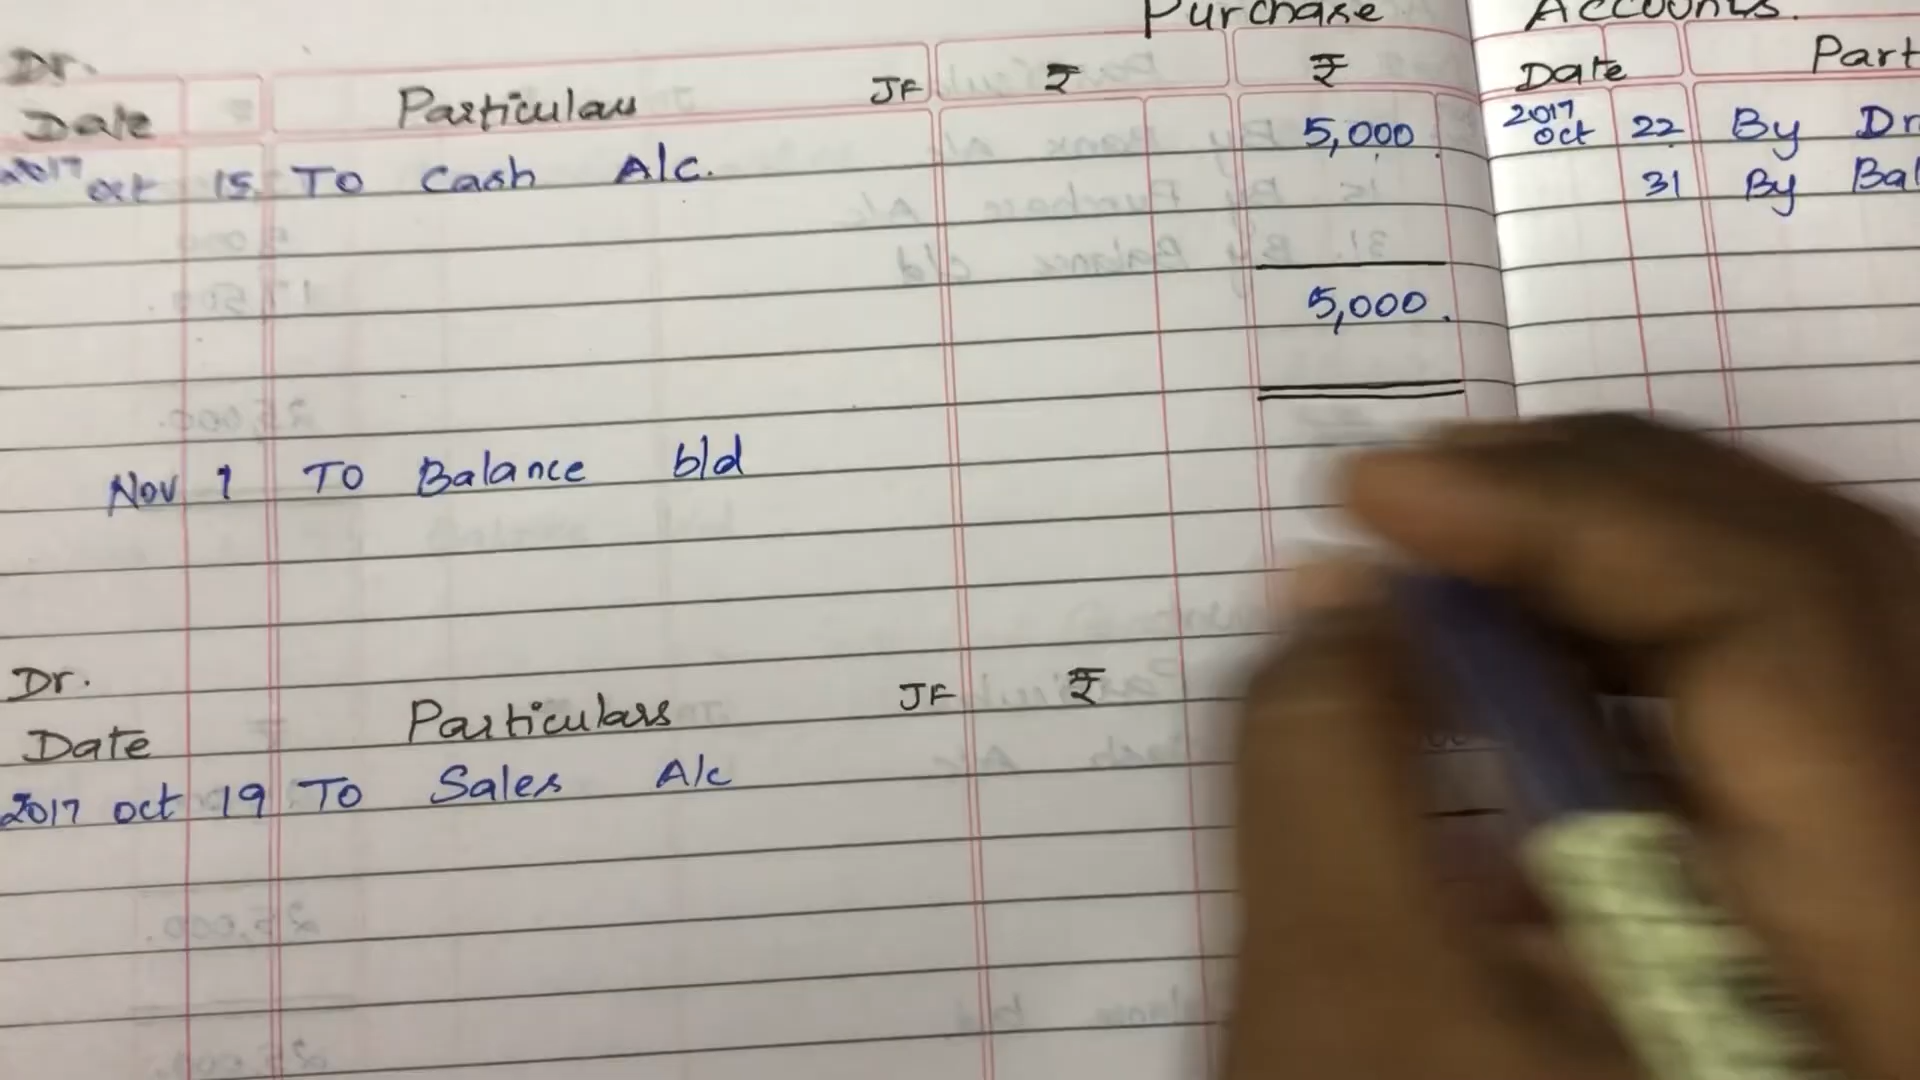 Purchase Accounts.
Dr.
Date Particulars JF ₹ ₹ Date Part
2017 oct 15 To Cash A/c. 5,000 2017 oct 22 By Dr
31 By Bal
5,000.
Nov 1 To Balance b/d
Dr.
Date Particulars JF ₹
2017 oct 19 To Sales A/c